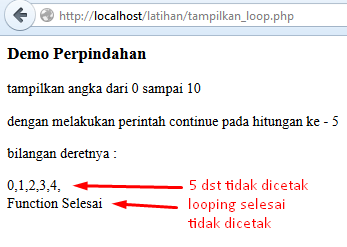 http://localhost/latihan/tampilkan_loop.php
Demo Perpindahan
tampilkan angka dari 0 sampai 10
dengan melakukan perintah continue pada hitungan ke - 5
bilangan deretnya :
0,1,2,3,4,
5 dst tidak dicetak
Function Selesai
looping selesai
tidak dicetak